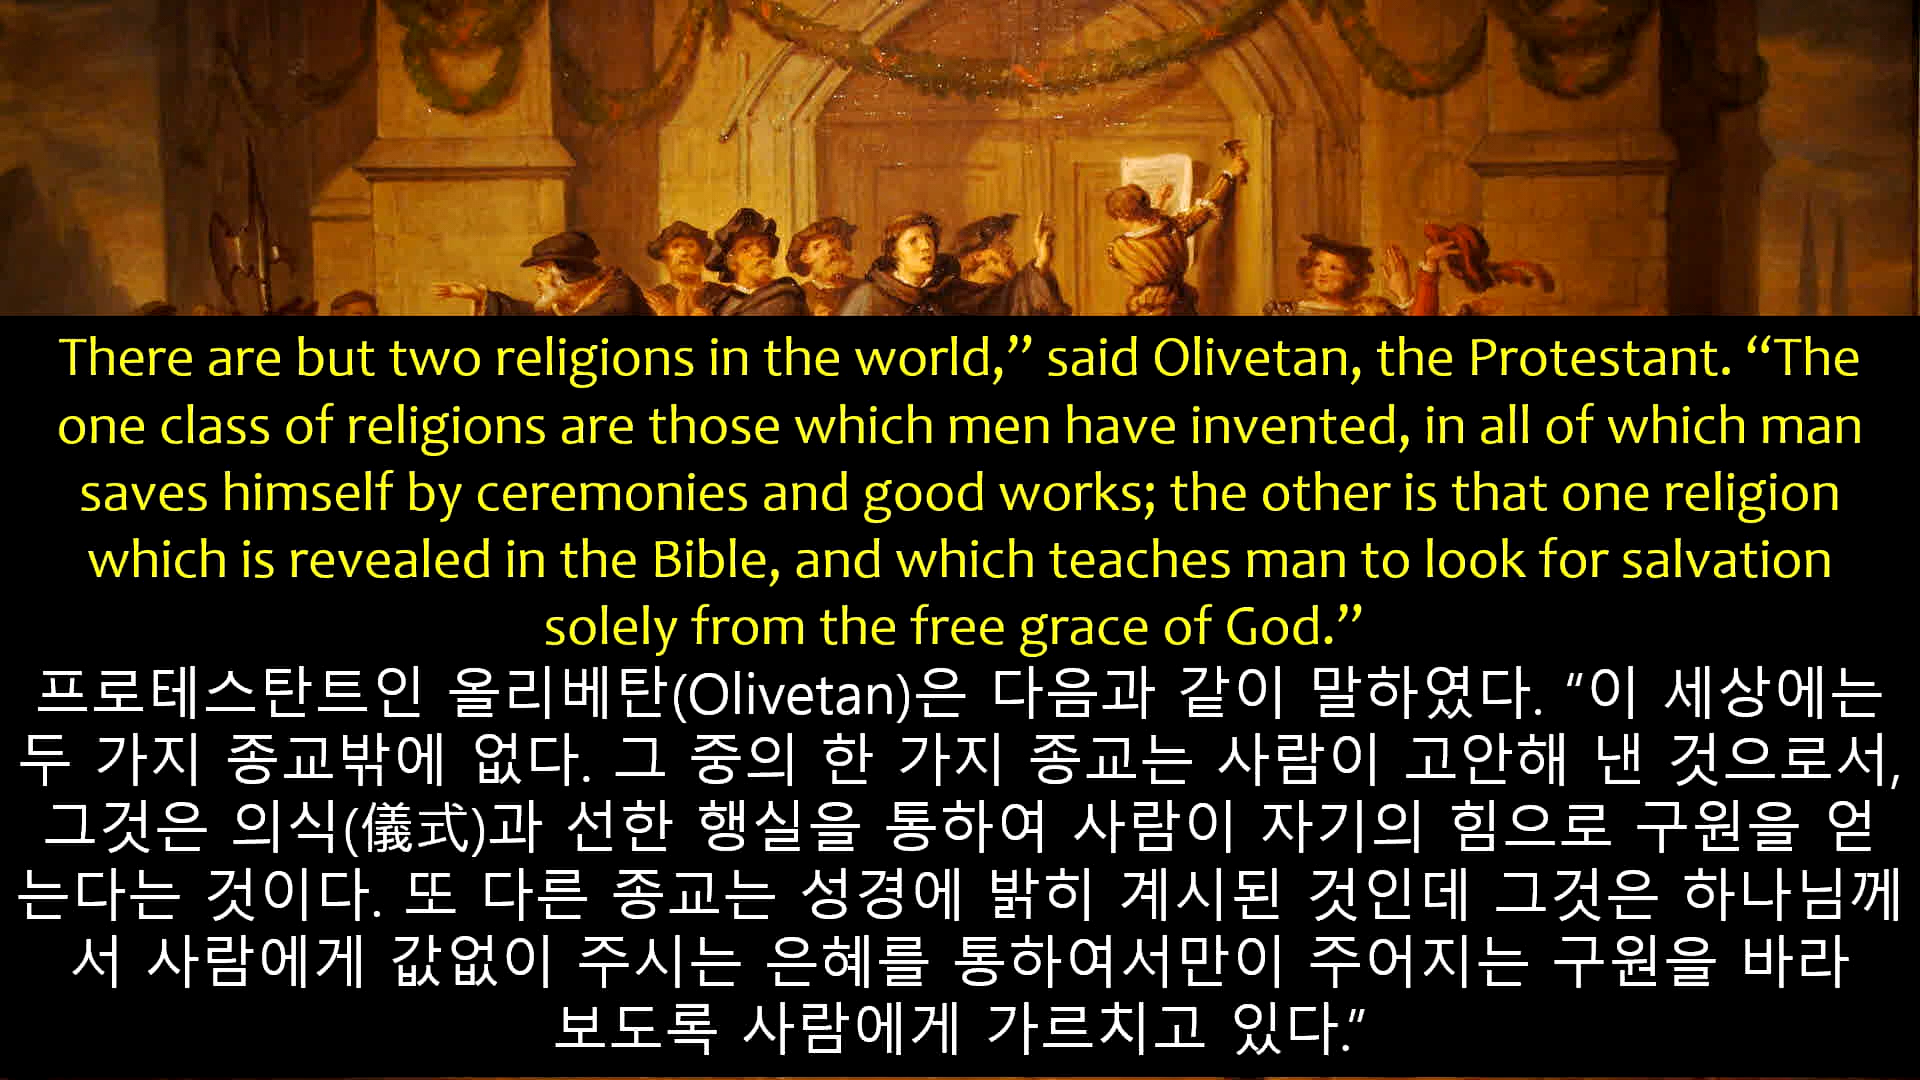 There are but two religions in the world,” said Olivetan, the Protestant. “The
one class of religions are those which men have invented, in all of which man
saves himself by ceremonies and good works; the other is that one religion
which is revealed in the Bible, and which teaches man to look for salvation
solely from the free grace of God.”
프로테스탄트인 올리베탄(Olivetan)은 다음과 같이 말하였다. “이 세상에는
두 가지 종교밖에 없다. 그 중의 한 가지 종교는 사람이 고안해 낸 것으로서,
그것은 의식(儀式)과 선한 행실을 통하여 사람이 자기의 힘으로 구원을 얻
는다는 것이다. 또 다른 종교는 성경에 밝히 계시된 것인데 그것은 하나님께
서 사람에게 값없이 주시는 은혜를 통하여서만이 주어지는 구원을 바라
보도록 사람에게 가르치고 있다.”